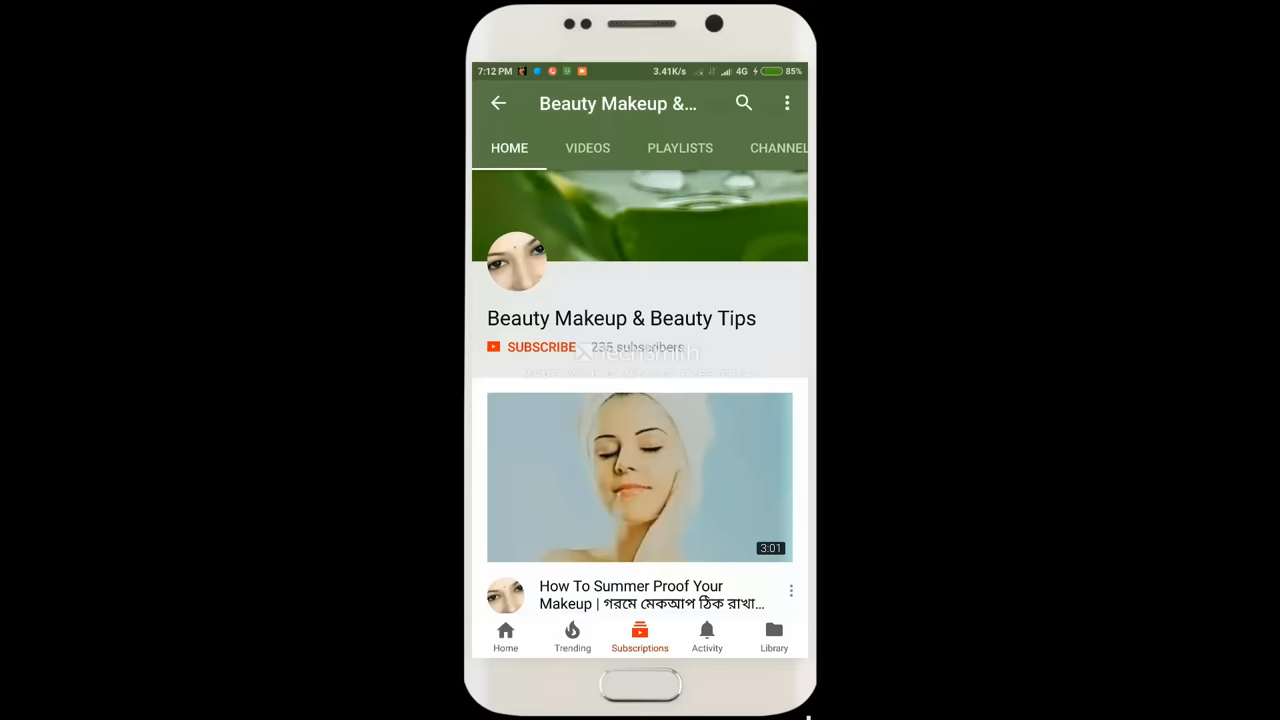 7:12 PM 3.41K/s 4G 85%
Beauty Makeup &...
HOME VIDEOS PLAYLISTS CHANNEL
Beauty Makeup & Beauty Tips
SUBSCRIBE 235 subscribers
TechSmith
3:01
How To Summer Proof Your
Makeup | গরমে মেকআপ ঠিক রাখা...
Home Trending Subscriptions Activity Library